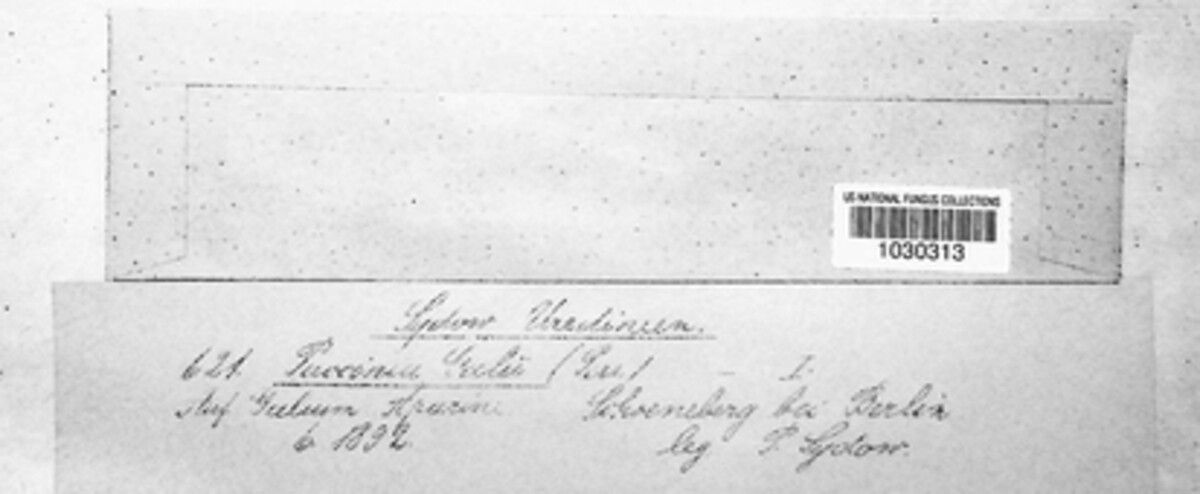 US NATIONAL FUNGUS COLLECTIONS
1030313
Sydow Uredineen.
621. Puccinia Galii (Pers) – I.
Auf Galium Aparine Schoeneberg bei Berlin
6. 1892 leg P. Sydow.